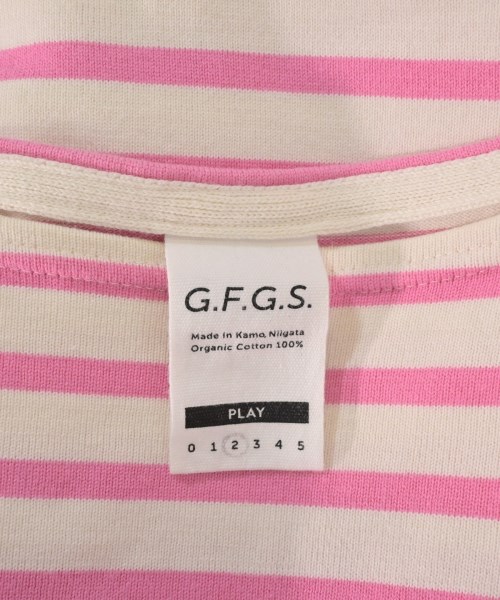 G.F.G.S.
Made in Kamo, Niigata
Organic Cotton 100%
PLAY
0 1 2 3 4 5